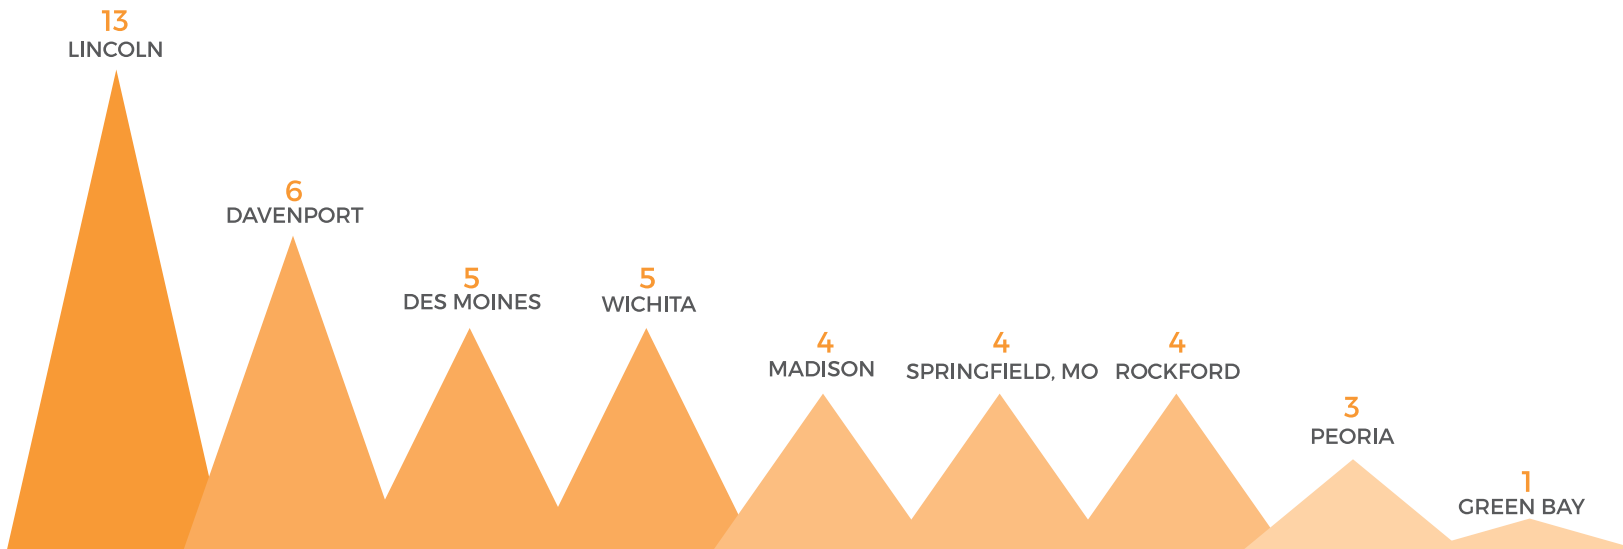 13
LINCOLN
6
DAVENPORT
5
DES MOINES
5
WICHITA
4
MADISON
4
SPRINGFIELD, MO
4
ROCKFORD
3
PEORIA
1
GREEN BAY